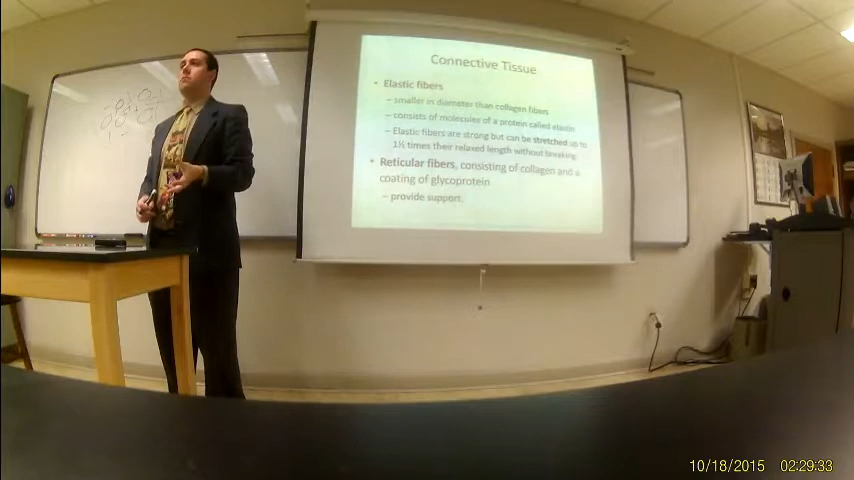 Connective Tissue
• Elastic fibers
– smaller in diameter than collagen fibers
– consists of molecules of a protein called elastin
– Elastic fibers are strong but can be stretched up to
1½ times their relaxed length without breaking.
• Reticular fibers, consisting of collagen and a
coating of glycoprotein
– provide support.
10/18/2015 02:29:33